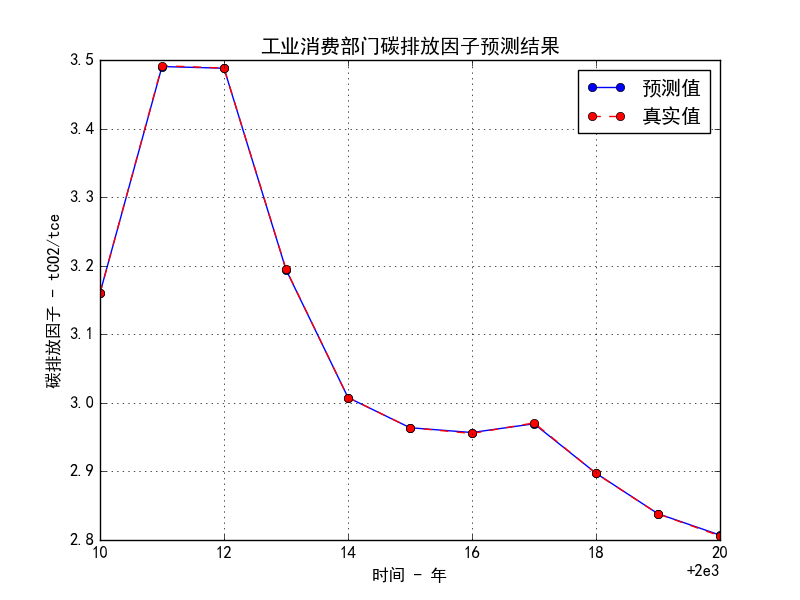 工业消费部门碳排放因子预测结果
预测值
真实值
3.5
3.4
3.3
3.2
3.1
3.0
2.9
2.8
碳排放因子 - tCO2/tce
10 12 14 16 18 20
+2e3
时间 - 年